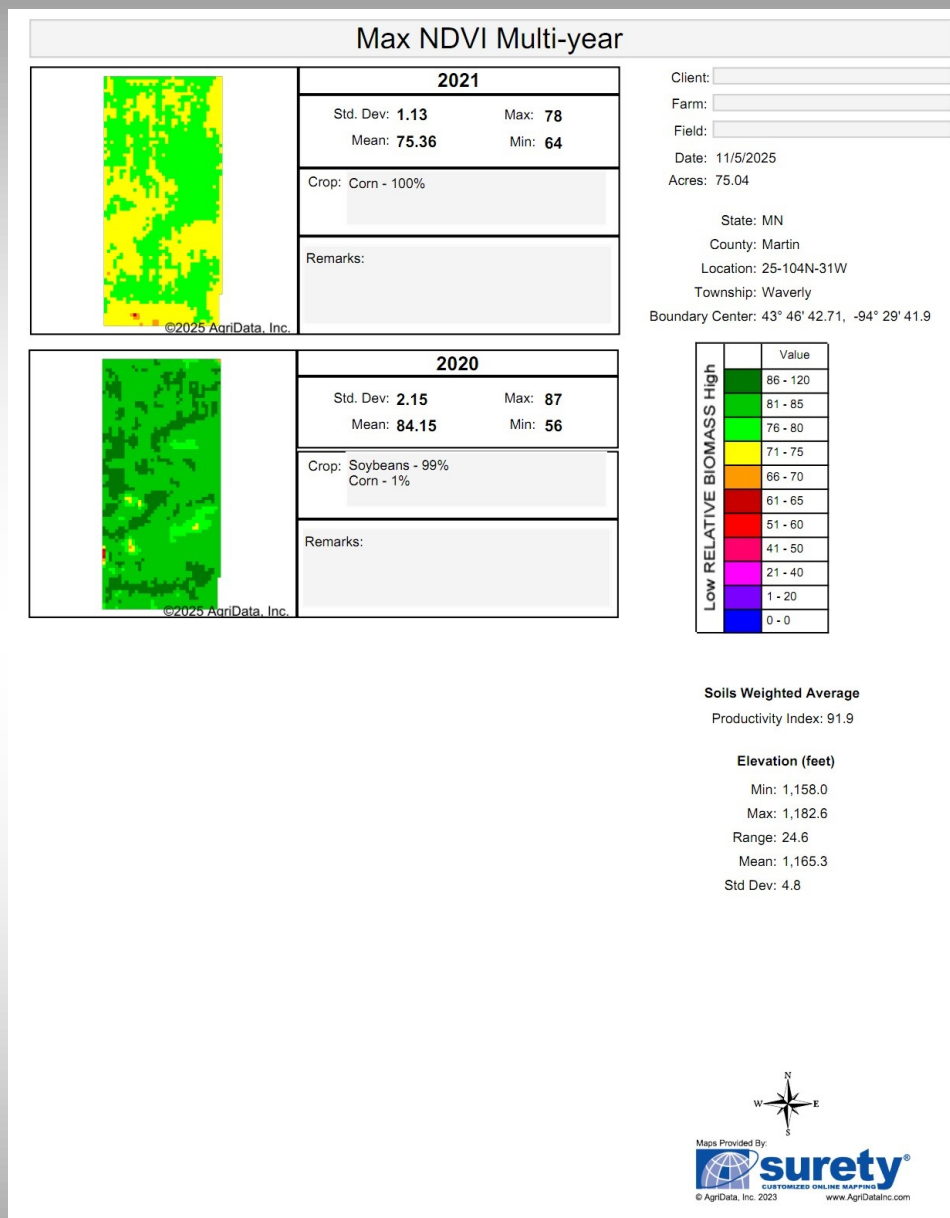 Max NDVI Multi-year
2021
Std. Dev: 1.13 Max: 78
Mean: 75.36 Min: 64
Crop: Corn - 100%
Remarks:
©2025 AgriData, Inc.
2020
Std. Dev: 2.15 Max: 87
Mean: 84.15 Min: 56
Crop: Soybeans - 99%
Corn - 1%
Remarks:
©2025 AgriData, Inc.
Client:
Farm:
Field:
Date: 11/5/2025
Acres: 75.04
State: MN
County: Martin
Location: 25-104N-31W
Township: Waverly
Boundary Center: 43° 46' 42.71, -94° 29' 41.9
Low RELATIVE BIOMASS High
Value
86 - 120
81 - 85
76 - 80
71 - 75
66 - 70
61 - 65
51 - 60
41 - 50
21 - 40
1 - 20
0 - 0
Soils Weighted Average
Productivity Index: 91.9
Elevation (feet)
Min: 1,158.0
Max: 1,182.6
Range: 24.6
Mean: 1,165.3
Std Dev: 4.8
N
W E
S
Maps Provided By:
surety®
CUSTOMIZED ONLINE MAPPING
© AgriData, Inc. 2023 www.AgriDataInc.com